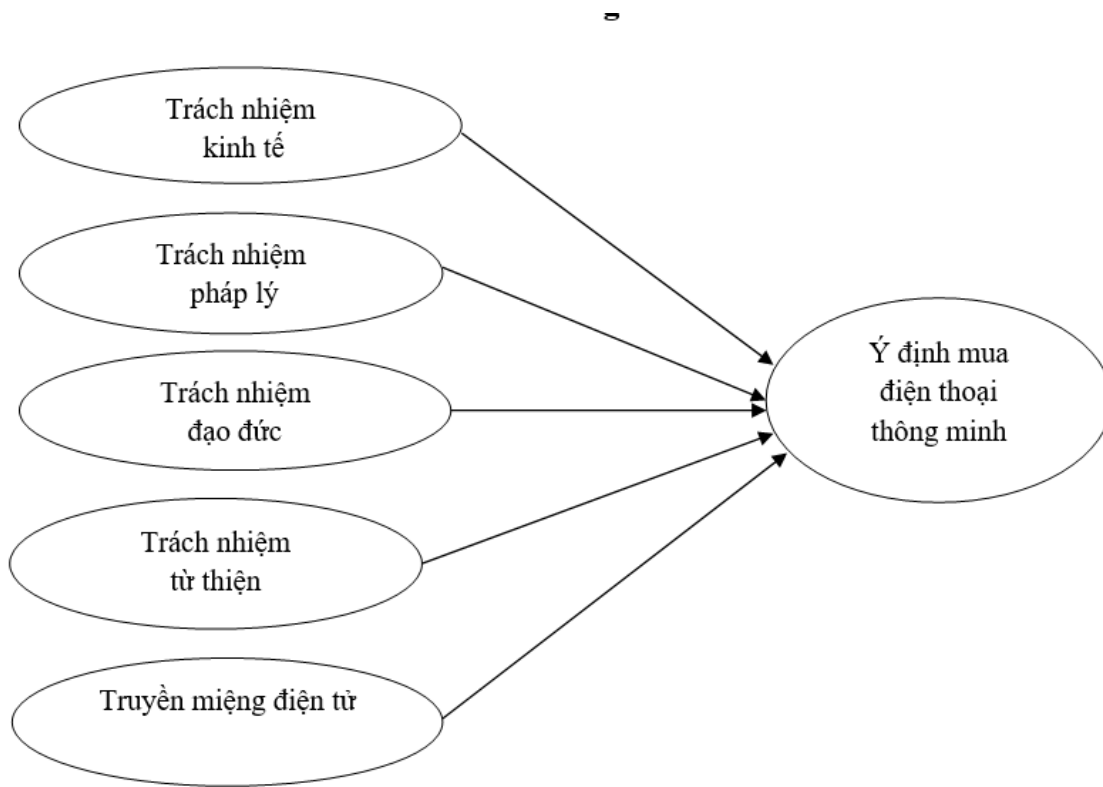 Trách nhiệm
kinh tế
Trách nhiệm
pháp lý
Trách nhiệm
đạo đức
Trách nhiệm
từ thiện
Truyền miệng điện tử
Ý định mua
điện thoại
thông minh